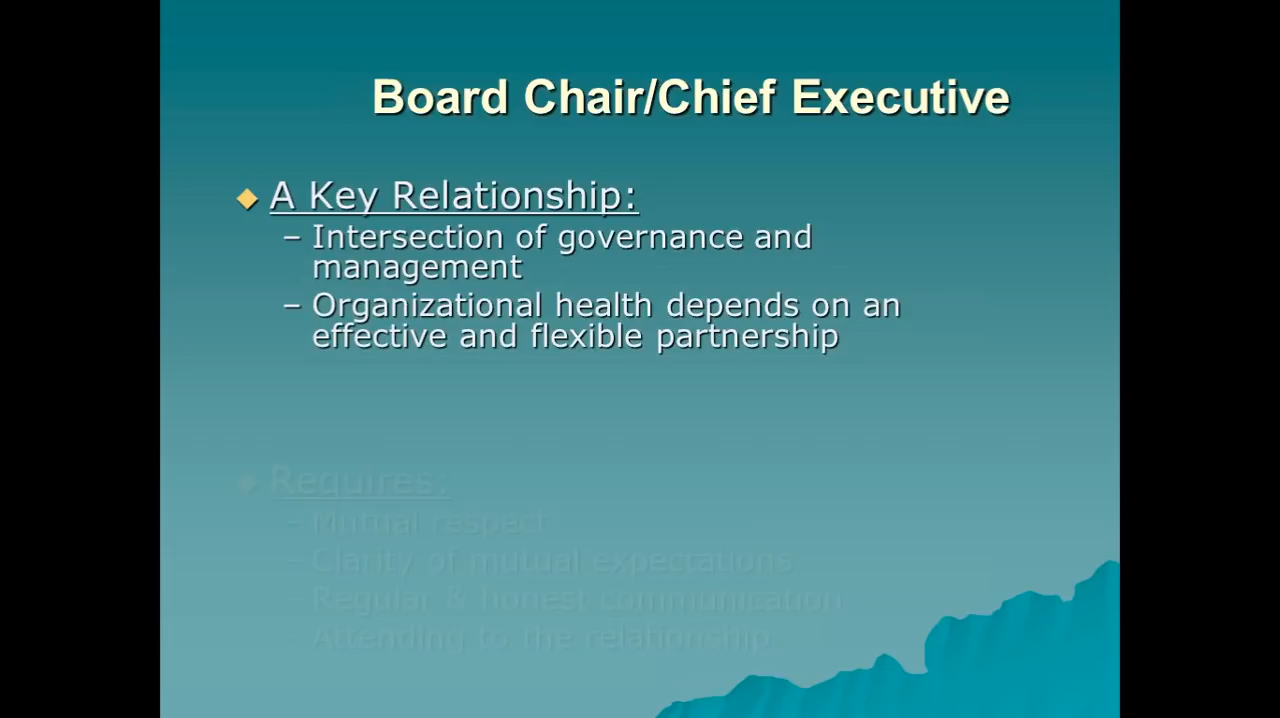 Board Chair/Chief Executive
A Key Relationship:
– Intersection of governance and
management
– Organizational health depends on an
effective and flexible partnership
Requires:
– Mutual respect
– Clarity of mutual expectations
– Regular & honest communication
– Attending to the relationship